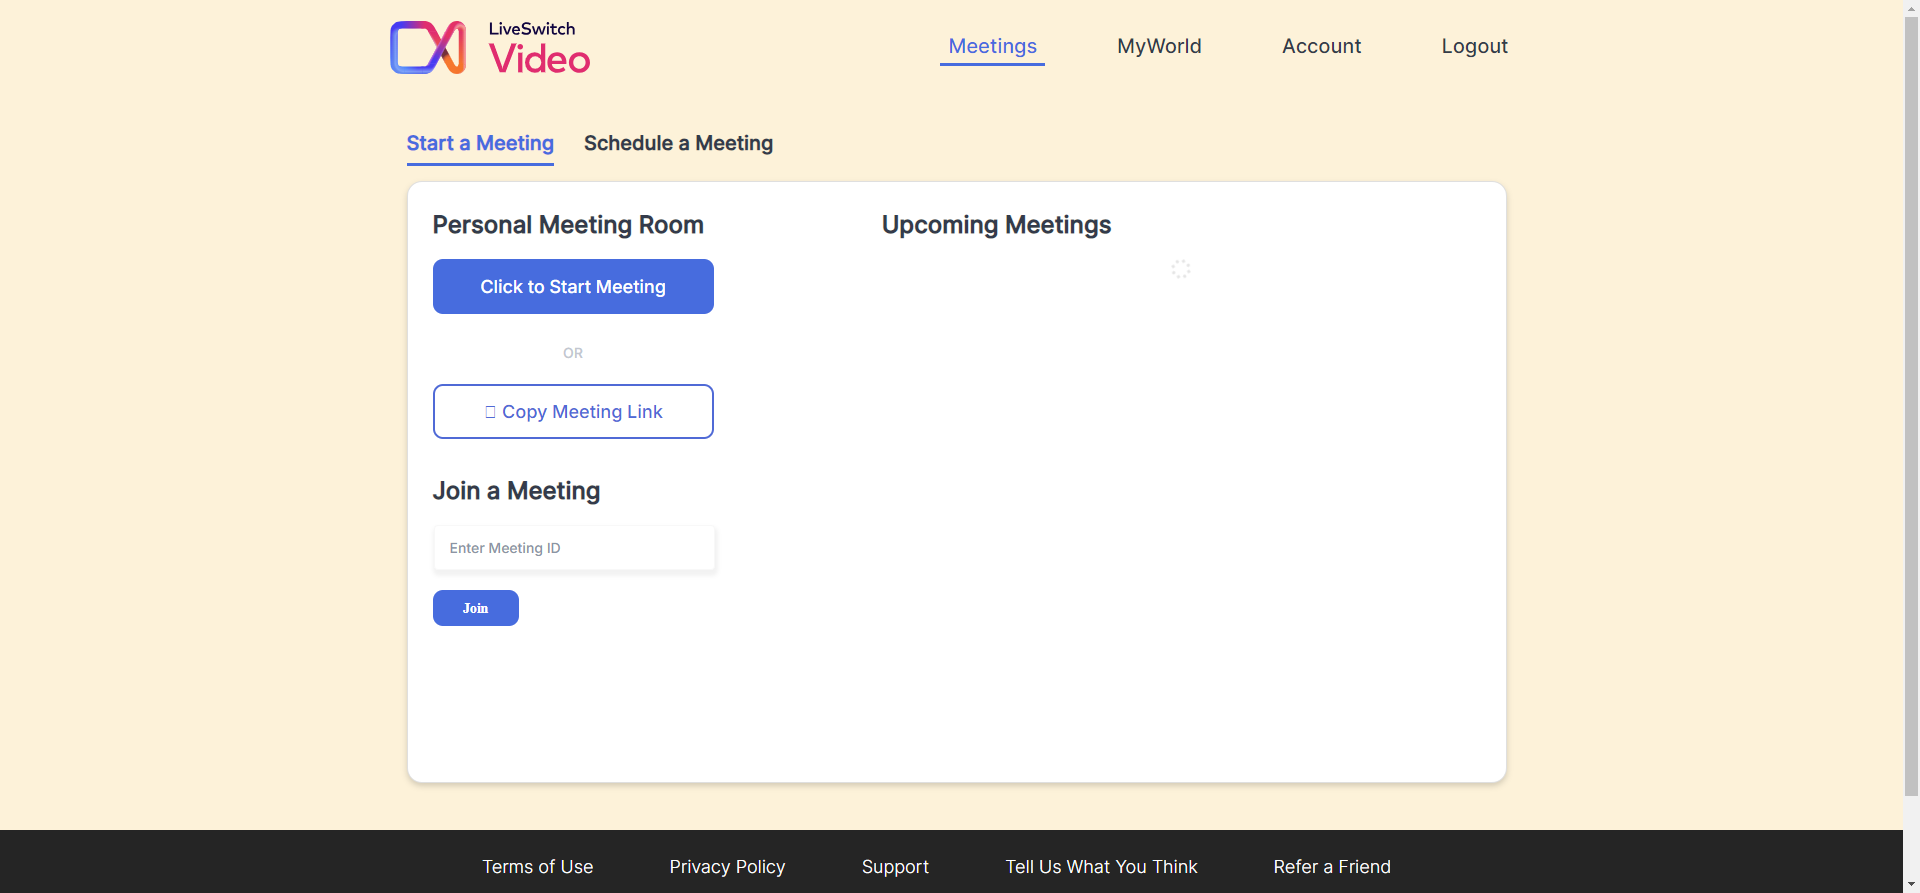 LiveSwitch
Video
Meetings
MyWorld
Account
Logout
Start a Meeting
Schedule a Meeting
Personal Meeting Room
Click to Start Meeting
OR
Copy Meeting Link
Join a Meeting
Enter Meeting ID
Join
Upcoming Meetings
Terms of Use
Privacy Policy
Support
Tell Us What You Think
Refer a Friend